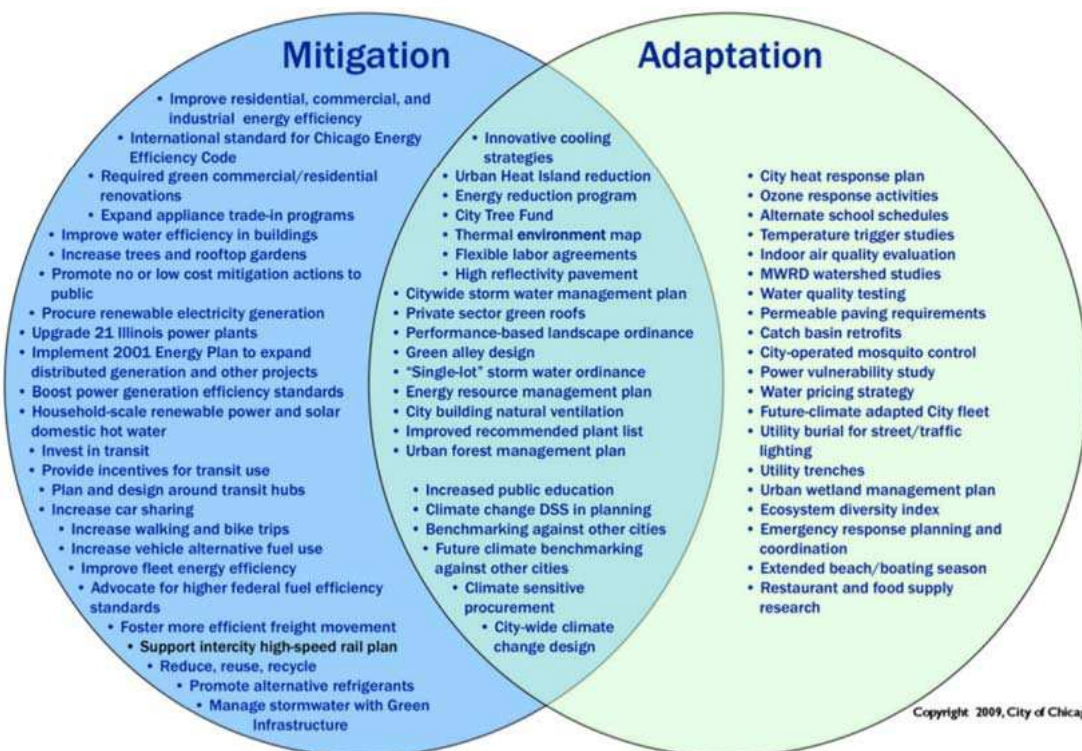 Mitigation
• Improve residential, commercial, and
industrial energy efficiency
• International standard for Chicago Energy
Efficiency Code
• Required green commercial/residential
renovations
• Expand appliance trade-in programs
• Improve water efficiency in buildings
• Increase trees and rooftop gardens
• Promote no or low cost mitigation actions to
public
• Procure renewable electricity generation
• Upgrade 21 Illinois power plants
• Implement 2001 Energy Plan to expand
distributed generation and other projects
• Boost power generation efficiency standards
• Household-scale renewable power and solar
domestic hot water
• Invest in transit
• Provide incentives for transit use
• Plan and design around transit hubs
• Increase car sharing
• Increase walking and bike trips
• Increase vehicle alternative fuel use
• Improve fleet energy efficiency
• Advocate for higher federal fuel efficiency
standards
• Foster more efficient freight movement
• Support intercity high-speed rail plan
• Reduce, reuse, recycle
• Promote alternative refrigerants
• Manage stormwater with Green
Infrastructure
• Innovative cooling
strategies
• Urban Heat Island reduction
• Energy reduction program
• City Tree Fund
• Thermal environment map
• Flexible labor agreements
• High reflectivity pavement
• Citywide storm water management plan
• Private sector green roofs
• Performance-based landscape ordinance
• Green alley design
• “Single-lot” storm water ordinance
• Energy resource management plan
• City building natural ventilation
• Improved recommended plant list
• Urban forest management plan
• Increased public education
• Climate change DSS in planning
• Benchmarking against other cities
• Future climate benchmarking
against other cities
• Climate sensitive
procurement
• City-wide climate
change design
Adaptation
• City heat response plan
• Ozone response activities
• Alternate school schedules
• Temperature trigger studies
• Indoor air quality evaluation
• MWRD watershed studies
• Water quality testing
• Permeable paving requirements
• Catch basin retrofits
• City-operated mosquito control
• Power vulnerability study
• Water pricing strategy
• Future-climate adapted City fleet
• Utility burial for street/traffic
lighting
• Utility trenches
• Urban wetland management plan
• Ecosystem diversity index
• Emergency response planning and
coordination
• Extended beach/boating season
• Restaurant and food supply
research
Copyright 2009, City of Chicag